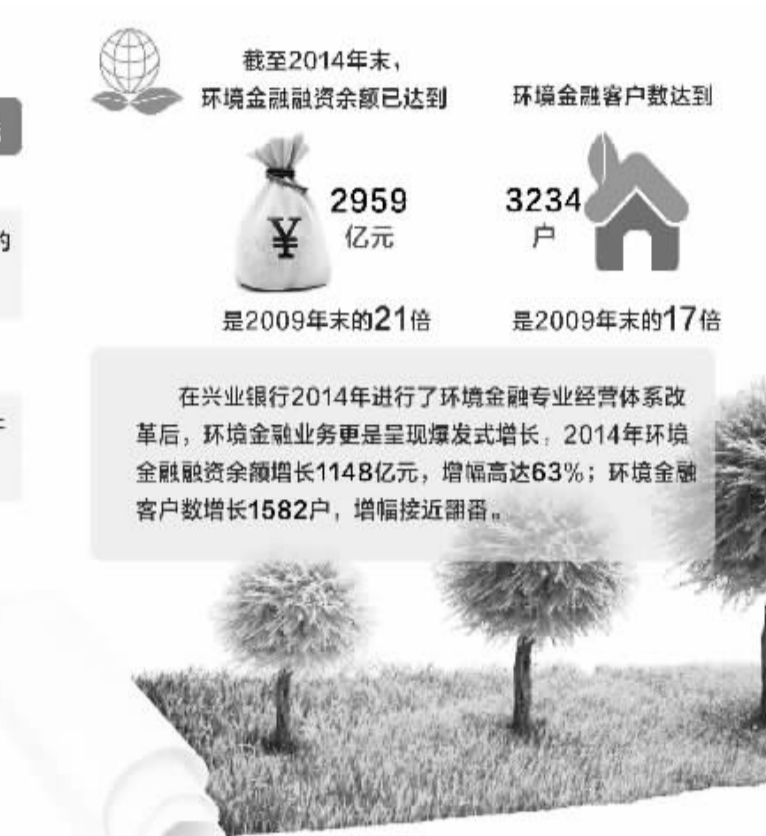 截至2014年末，
环境金融融资余额已达到
环境金融客户数达到
¥
2959
亿元
3234
户
是2009年末的21倍
是2009年末的17倍
的
在兴业银行2014年进行了环境金融专业经营体系改
革后，环境金融业务更是呈现爆发式增长。2014年环境
金融融资余额增长1148亿元，增幅高达63%；环境金融
客户数增长1582户，增幅接近翻番。